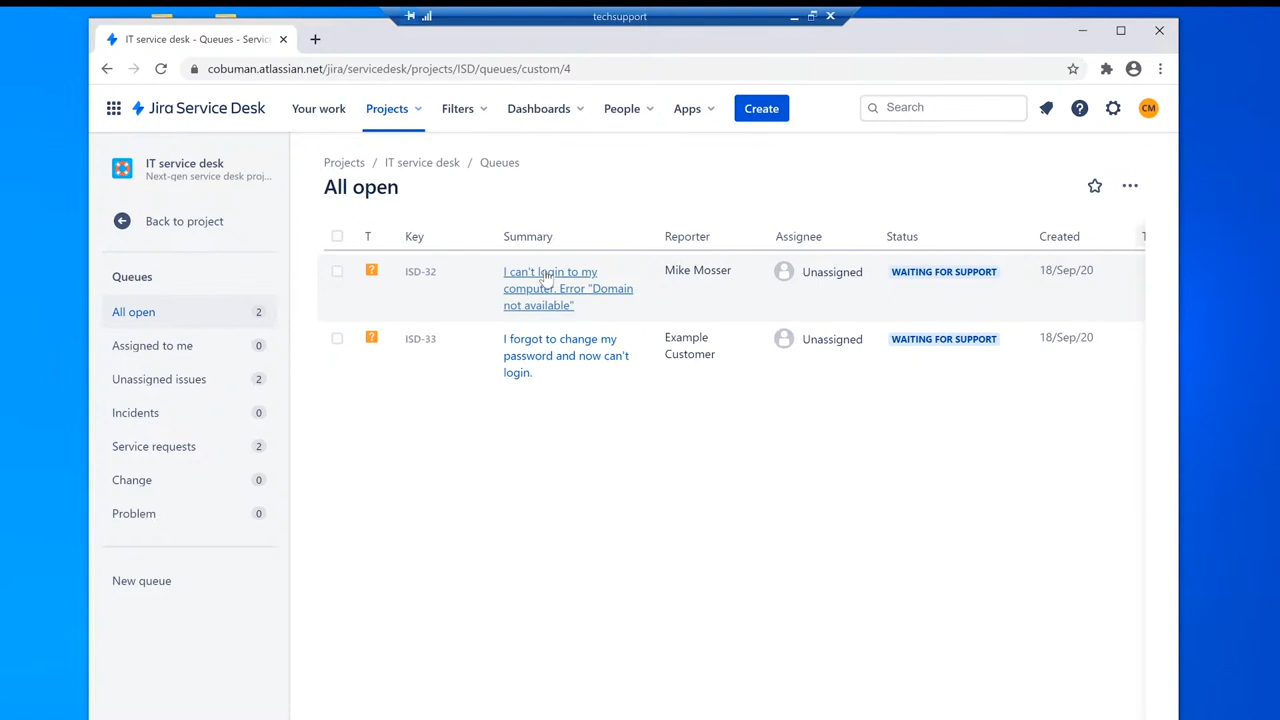 techsupport
IT service desk - Queues - Servic
cobuman.atlassian.net/jira/servicedesk/projects/ISD/queues/custom/4
Jira Service Desk
Your work
Projects
Filters
Dashboards
People
Apps
Create
Search
CM
IT service desk
Next-gen service desk proj...
Back to project
Queues
All open 2
Assigned to me 0
Unassigned issues 2
Incidents 0
Service requests 2
Change 0
Problem 0
New queue
Projects / IT service desk / Queues
All open
T Key Summary Reporter Assignee Status Created T
ISD-32
I can't login to my
computer. Error "Domain
not available"
Mike Mosser
Unassigned
WAITING FOR SUPPORT
18/Sep/20
ISD-33
I forgot to change my
password and now can't
login.
Example
Customer
Unassigned
WAITING FOR SUPPORT
18/Sep/20